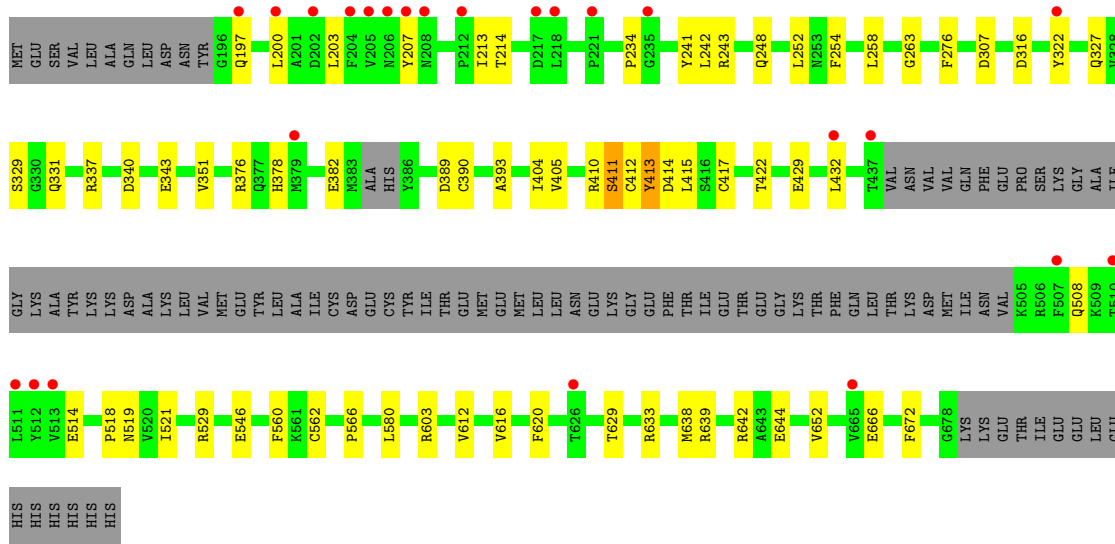 MET GLU SER VAL LEU ALA GLN LEU ASP ASN TYR G196 Q197 L200 A201 D202 L203 F204 V205 N206 Y207 N208 P212 I213 T214 D217 L218 P221 P234 G235 Y241 L242 R243 Q248 L252 N253 F254 L258 G263 F276 D307 D316 Y322 Q327 V328
S329 G330 Q331 R337 D340 E343 V351 R376 Q377 H378 M379 E382 M383 ALA HIS Y386 D389 C390 A393 I404 V405 R410 S411 C412 Y413 D414 L415 S416 C417 T422 E429 L432 T437 VAL ASN VAL VAL GLN PHE GLU PRO SER LYS GLY ALA ILE
GLY LYS ALA TYR LYS LYS ASP ALA LYS LEU VAL MET GLU TYR LEU ALA ILE CYS ASP GLU CYS TYR ILE THR GLU MET GLU MET LEU LEU ASN GLU LYS GLY GLU PHE THR ILE GLU THR GLU GLY LYS THR PHE GLN LEU THR LYS ASP MET ILE ASN VAL K505 R506 F507 Q508 K509 T510
L511 Y512 V513 E514 P518 N519 V520 I521 R529 E546 F560 K561 C562 P566 L580 R603 V612 V616 F620 T626 T629 R633 M638 R639 R642 A643 E644 V652 V665 E666 F672 G678 LYS LYS GLU THR ILE GLU GLU LEU GLU
HIS HIS HIS HIS HIS HIS